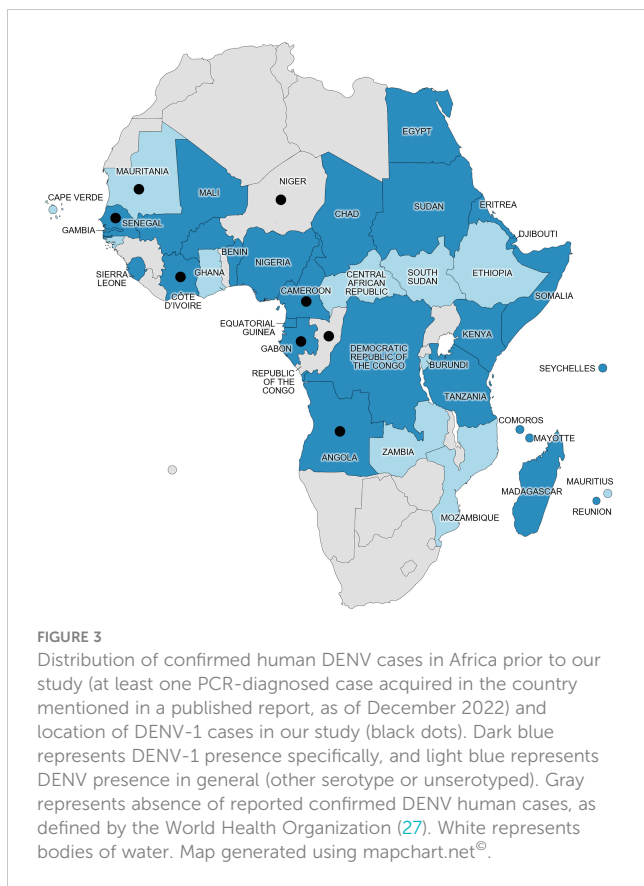 EGYPT
MAURITANIA
NIGER
MALI
CAPE VERDE
CHAD
SUDAN
ERITREA
SENEGAL
GAMBIA
DJIBOUTI
BENIN
NIGERIA
GHANA
ETHIOPIA
SIERRA
LEONE
CÔTE
D'IVOIRE
CENTRAL
AFRICAN
REPUBLIC
SOUTH
SUDAN
CAMEROON
SOMALIA
EQUATORIAL
GUINEA
KENYA
GABON
DEMOCRATIC
REPUBLIC OF
THE CONGO
BURUNDI
SEYCHELLES
REPUBLIC
OF THE
CONGO
TANZANIA
COMOROS
MAYOTTE
ANGOLA
ZAMBIA
MAURITIUS
MADAGASCAR
REUNION
MOZAMBIQUE
FIGURE 3
Distribution of confirmed human DENV cases in Africa prior to our
study (at least one PCR-diagnosed case acquired in the country
mentioned in a published report, as of December 2022) and
location of DENV-1 cases in our study (black dots). Dark blue
represents DENV-1 presence specifically, and light blue represents
DENV presence in general (other serotype or unserotyped). Gray
represents absence of reported confirmed DENV human cases, as
defined by the World Health Organization (27). White represents
bodies of water. Map generated using mapchart.net©.